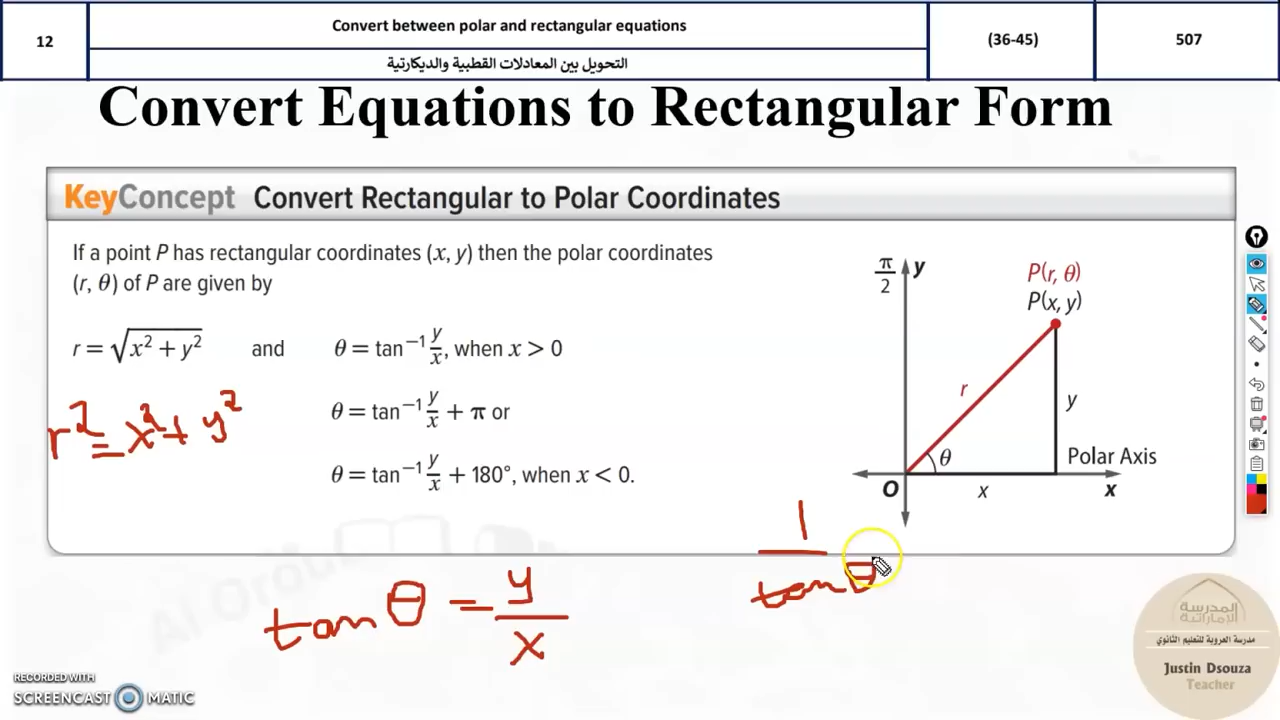 12
Convert between polar and rectangular equations
التحويل بين المعادلات القطبية والديكارتية
(36-45)
507
Convert Equations to Rectangular Form
KeyConcept Convert Rectangular to Polar Coordinates
If a point P has rectangular coordinates (x, y) then the polar coordinates
(r, θ) of P are given by
r = √(x² + y²) and θ = tan⁻¹ y/x, when x > 0
θ = tan⁻¹ y/x + π or
θ = tan⁻¹ y/x + 180°, when x < 0.
r² = x² + y²
π/2
y
P(r, θ)
P(x, y)
r
y
θ
Polar Axis
O
x
x
tan θ = y/x
1/tan θ
المدرسة
الإماراتية
مدرسة العروبة للتعليم الثانوي
Justin Dsouza
Teacher
RECORDED WITH
SCREENCAST MATIC